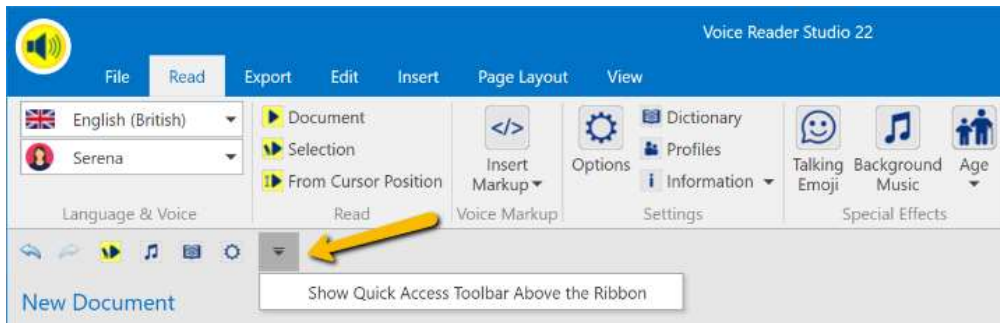 Voice Reader Studio 22
File Read Export Edit Insert Page Layout View
English (British)
Serena
Language & Voice
Document
Selection
From Cursor Position
Read
</>
Insert
Markup
Voice Markup
Options
Dictionary
Profiles
i Information
Settings
Talking
Emoji
Background
Music
Age
Special Effects
Show Quick Access Toolbar Above the Ribbon
New Document